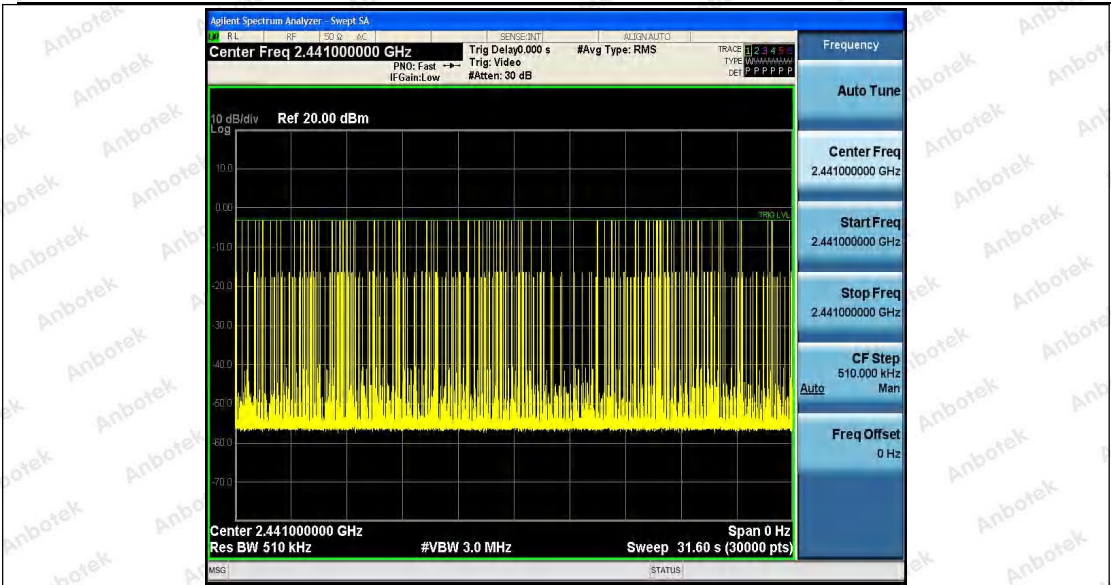 Agilent Spectrum Analyzer - Swept SA
RL RF 50 Ω AC SENSE:INT ALIGN AUTO
Center Freq 2.441000000 GHz
PNO: Fast
IFGain:Low
Trig Delay0.000 s
Trig: Video
#Atten: 30 dB
#Avg Type: RMS
TRACE 1 2 3 4 5 6
TYPE
DET P P P P P P
10 dB/div
Log
Ref 20.00 dBm
10.0
0.00
-10.0
-20.0
-30.0
-40.0
-50.0
-60.0
-70.0
TRIG LVL
Center 2.441000000 GHz
Res BW 510 kHz
#VBW 3.0 MHz
Span 0 Hz
Sweep 31.60 s (30000 pts)
MSG
STATUS
Frequency
Auto Tune
Center Freq
2.441000000 GHz
Start Freq
2.441000000 GHz
Stop Freq
2.441000000 GHz
CF Step
510.000 kHz
Auto Man
Freq Offset
0 Hz
Anbotek